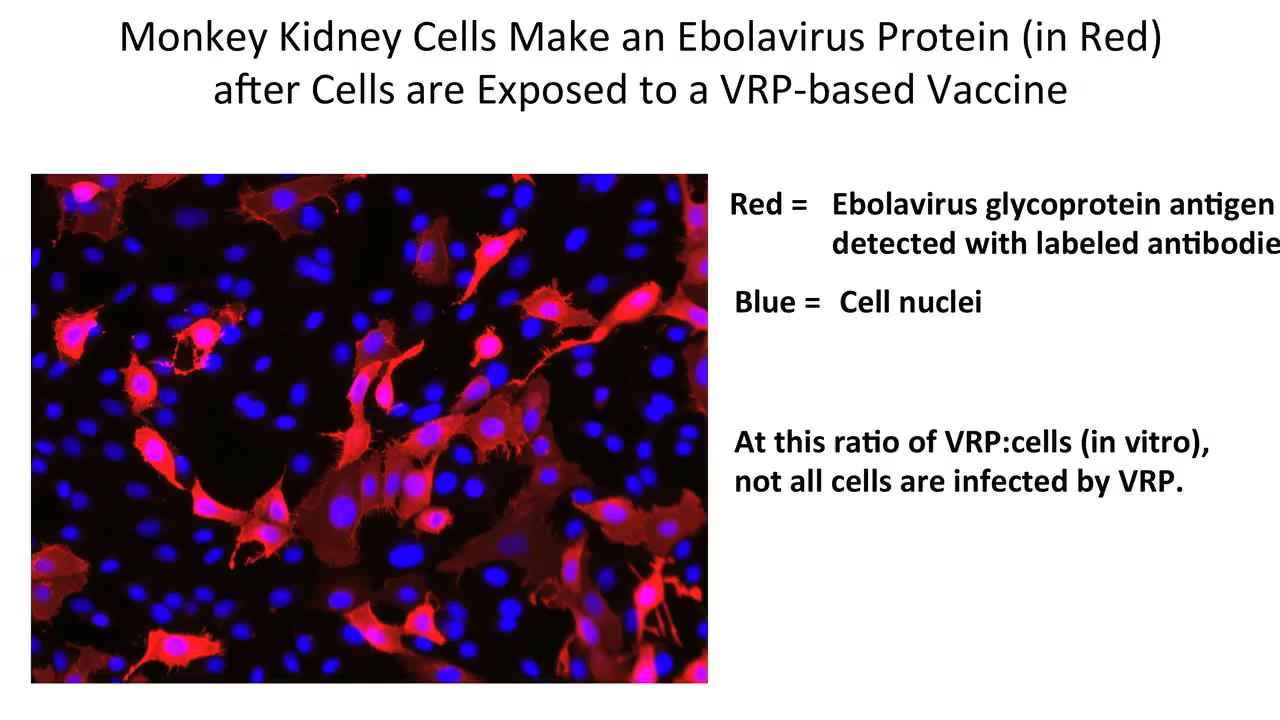 Monkey Kidney Cells Make an Ebolavirus Protein (in Red)
after Cells are Exposed to a VRP-based Vaccine
Red = Ebolavirus glycoprotein antigen
detected with labeled antibodie
Blue = Cell nuclei
At this ratio of VRP:cells (in vitro),
not all cells are infected by VRP.